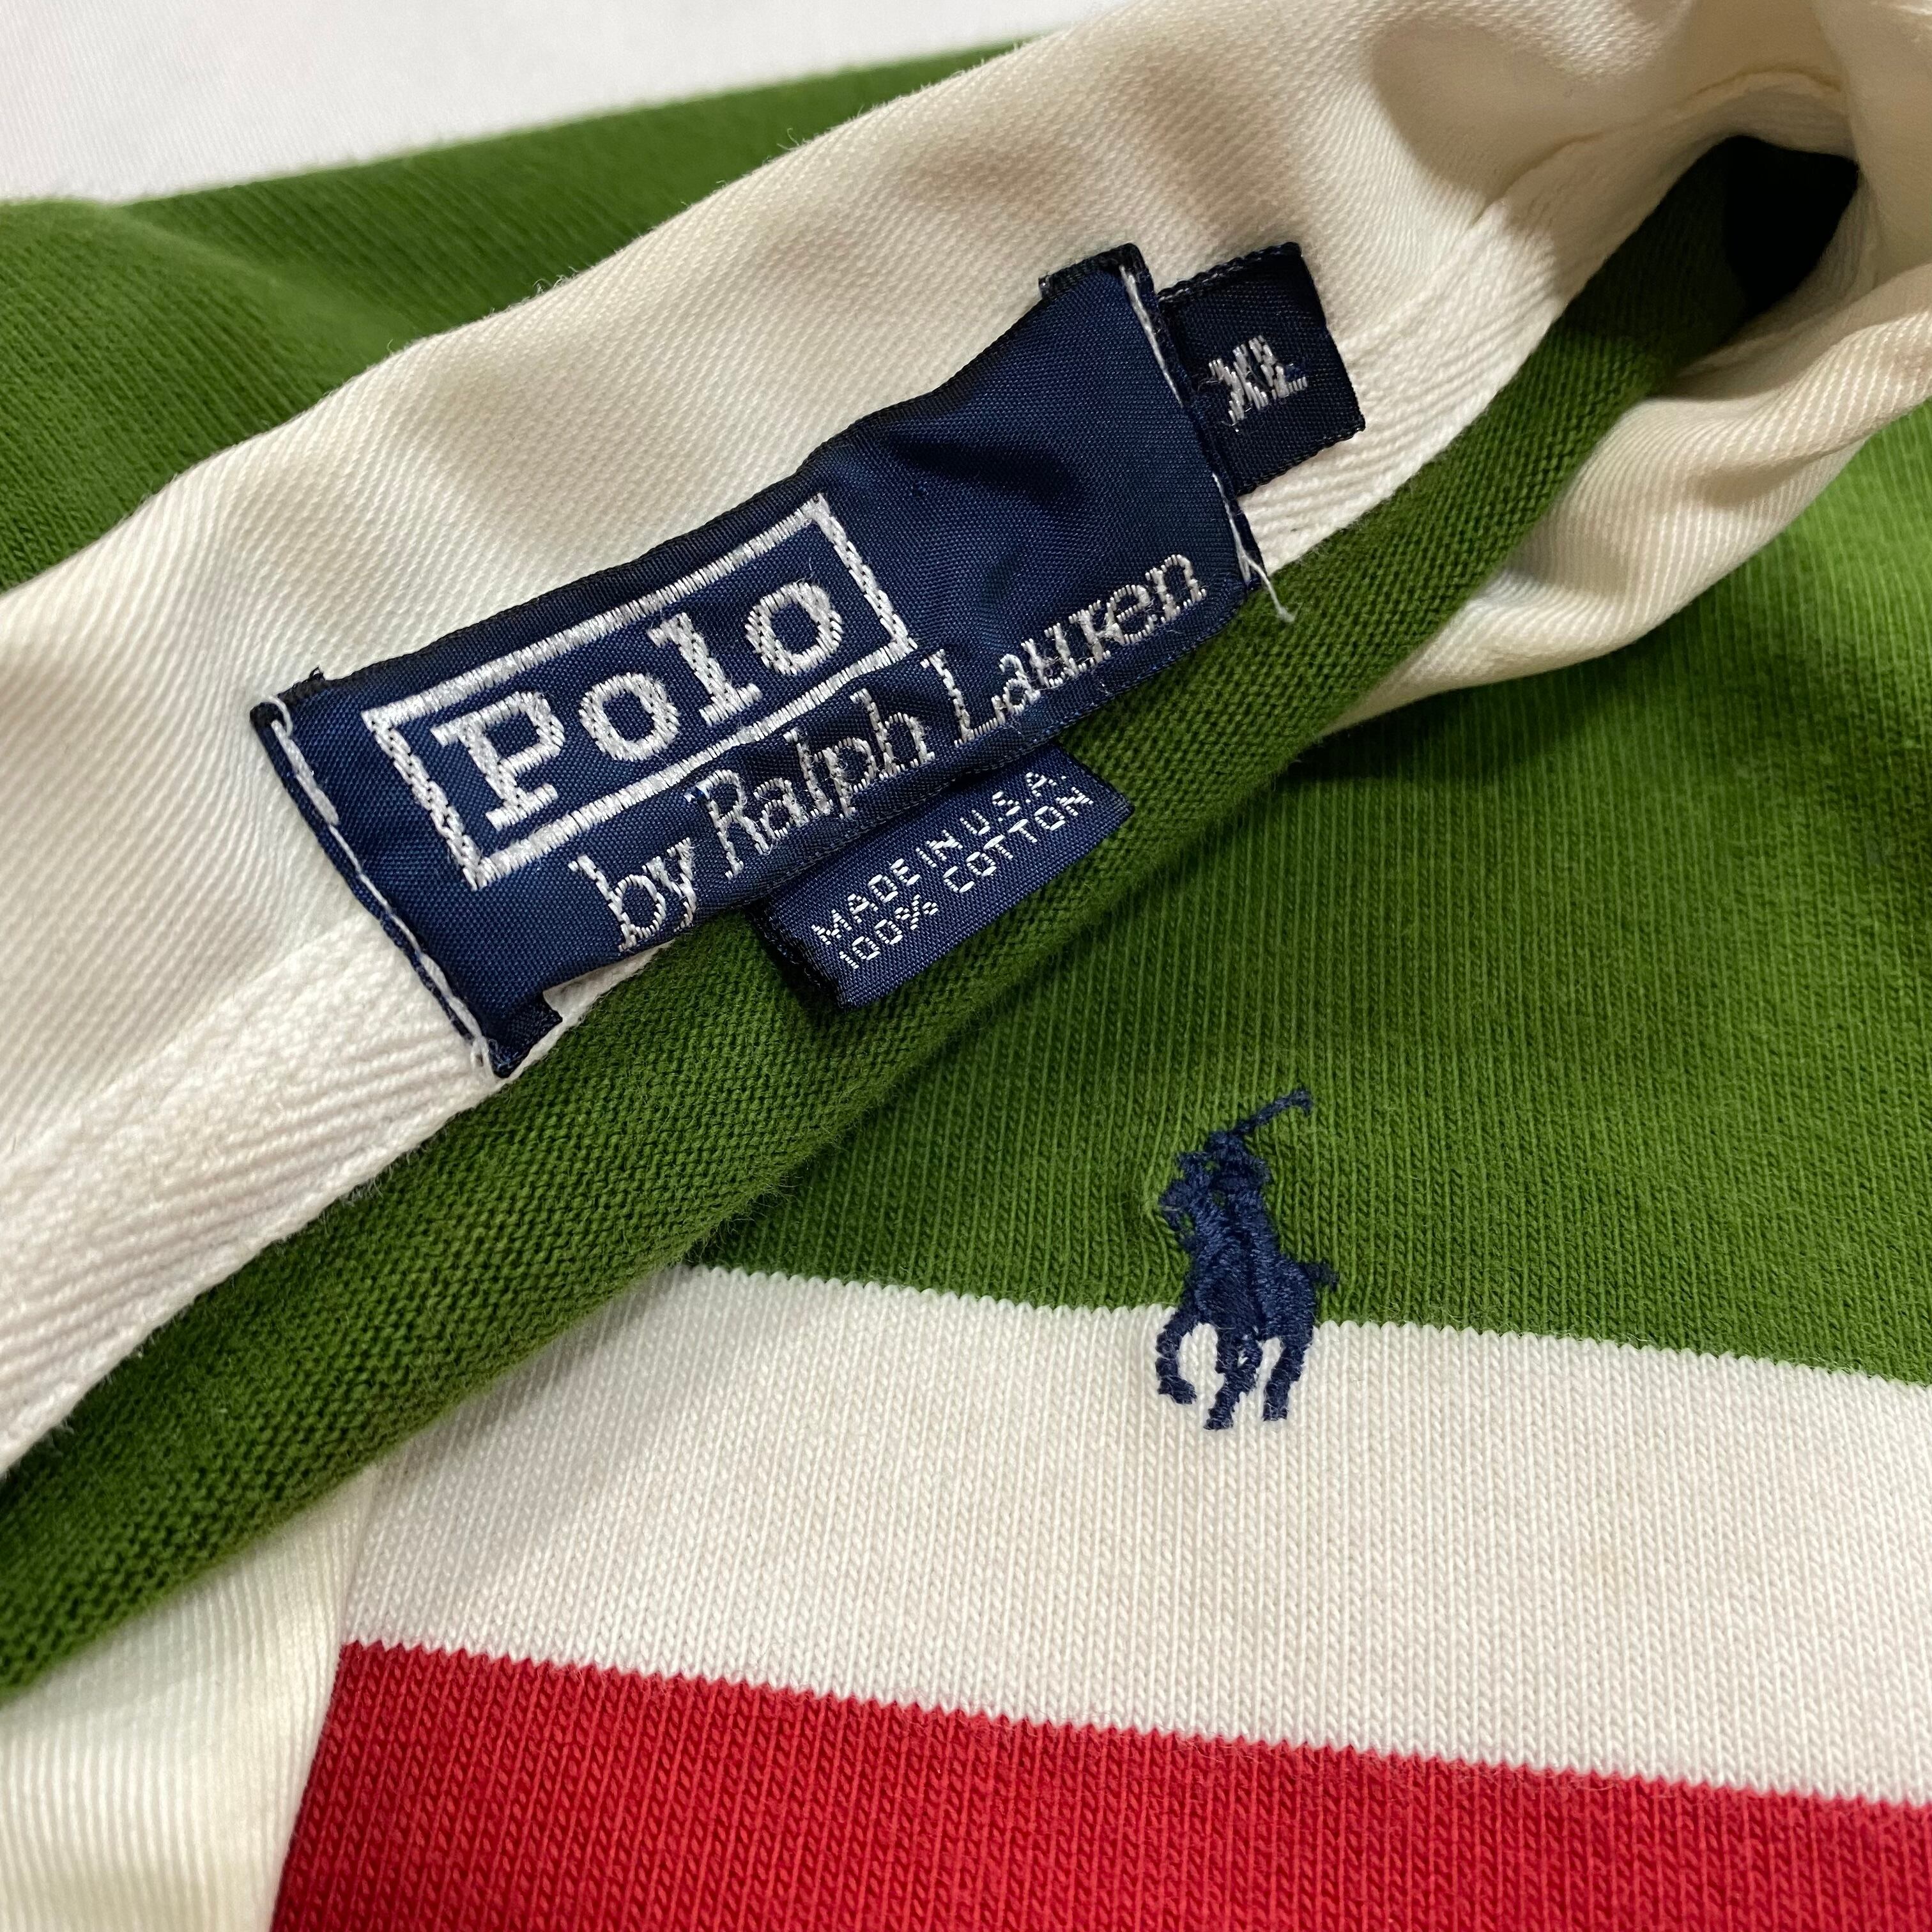 Polo
by Ralph Lauren
XL
MADE IN U.S.A.
100% COTTON